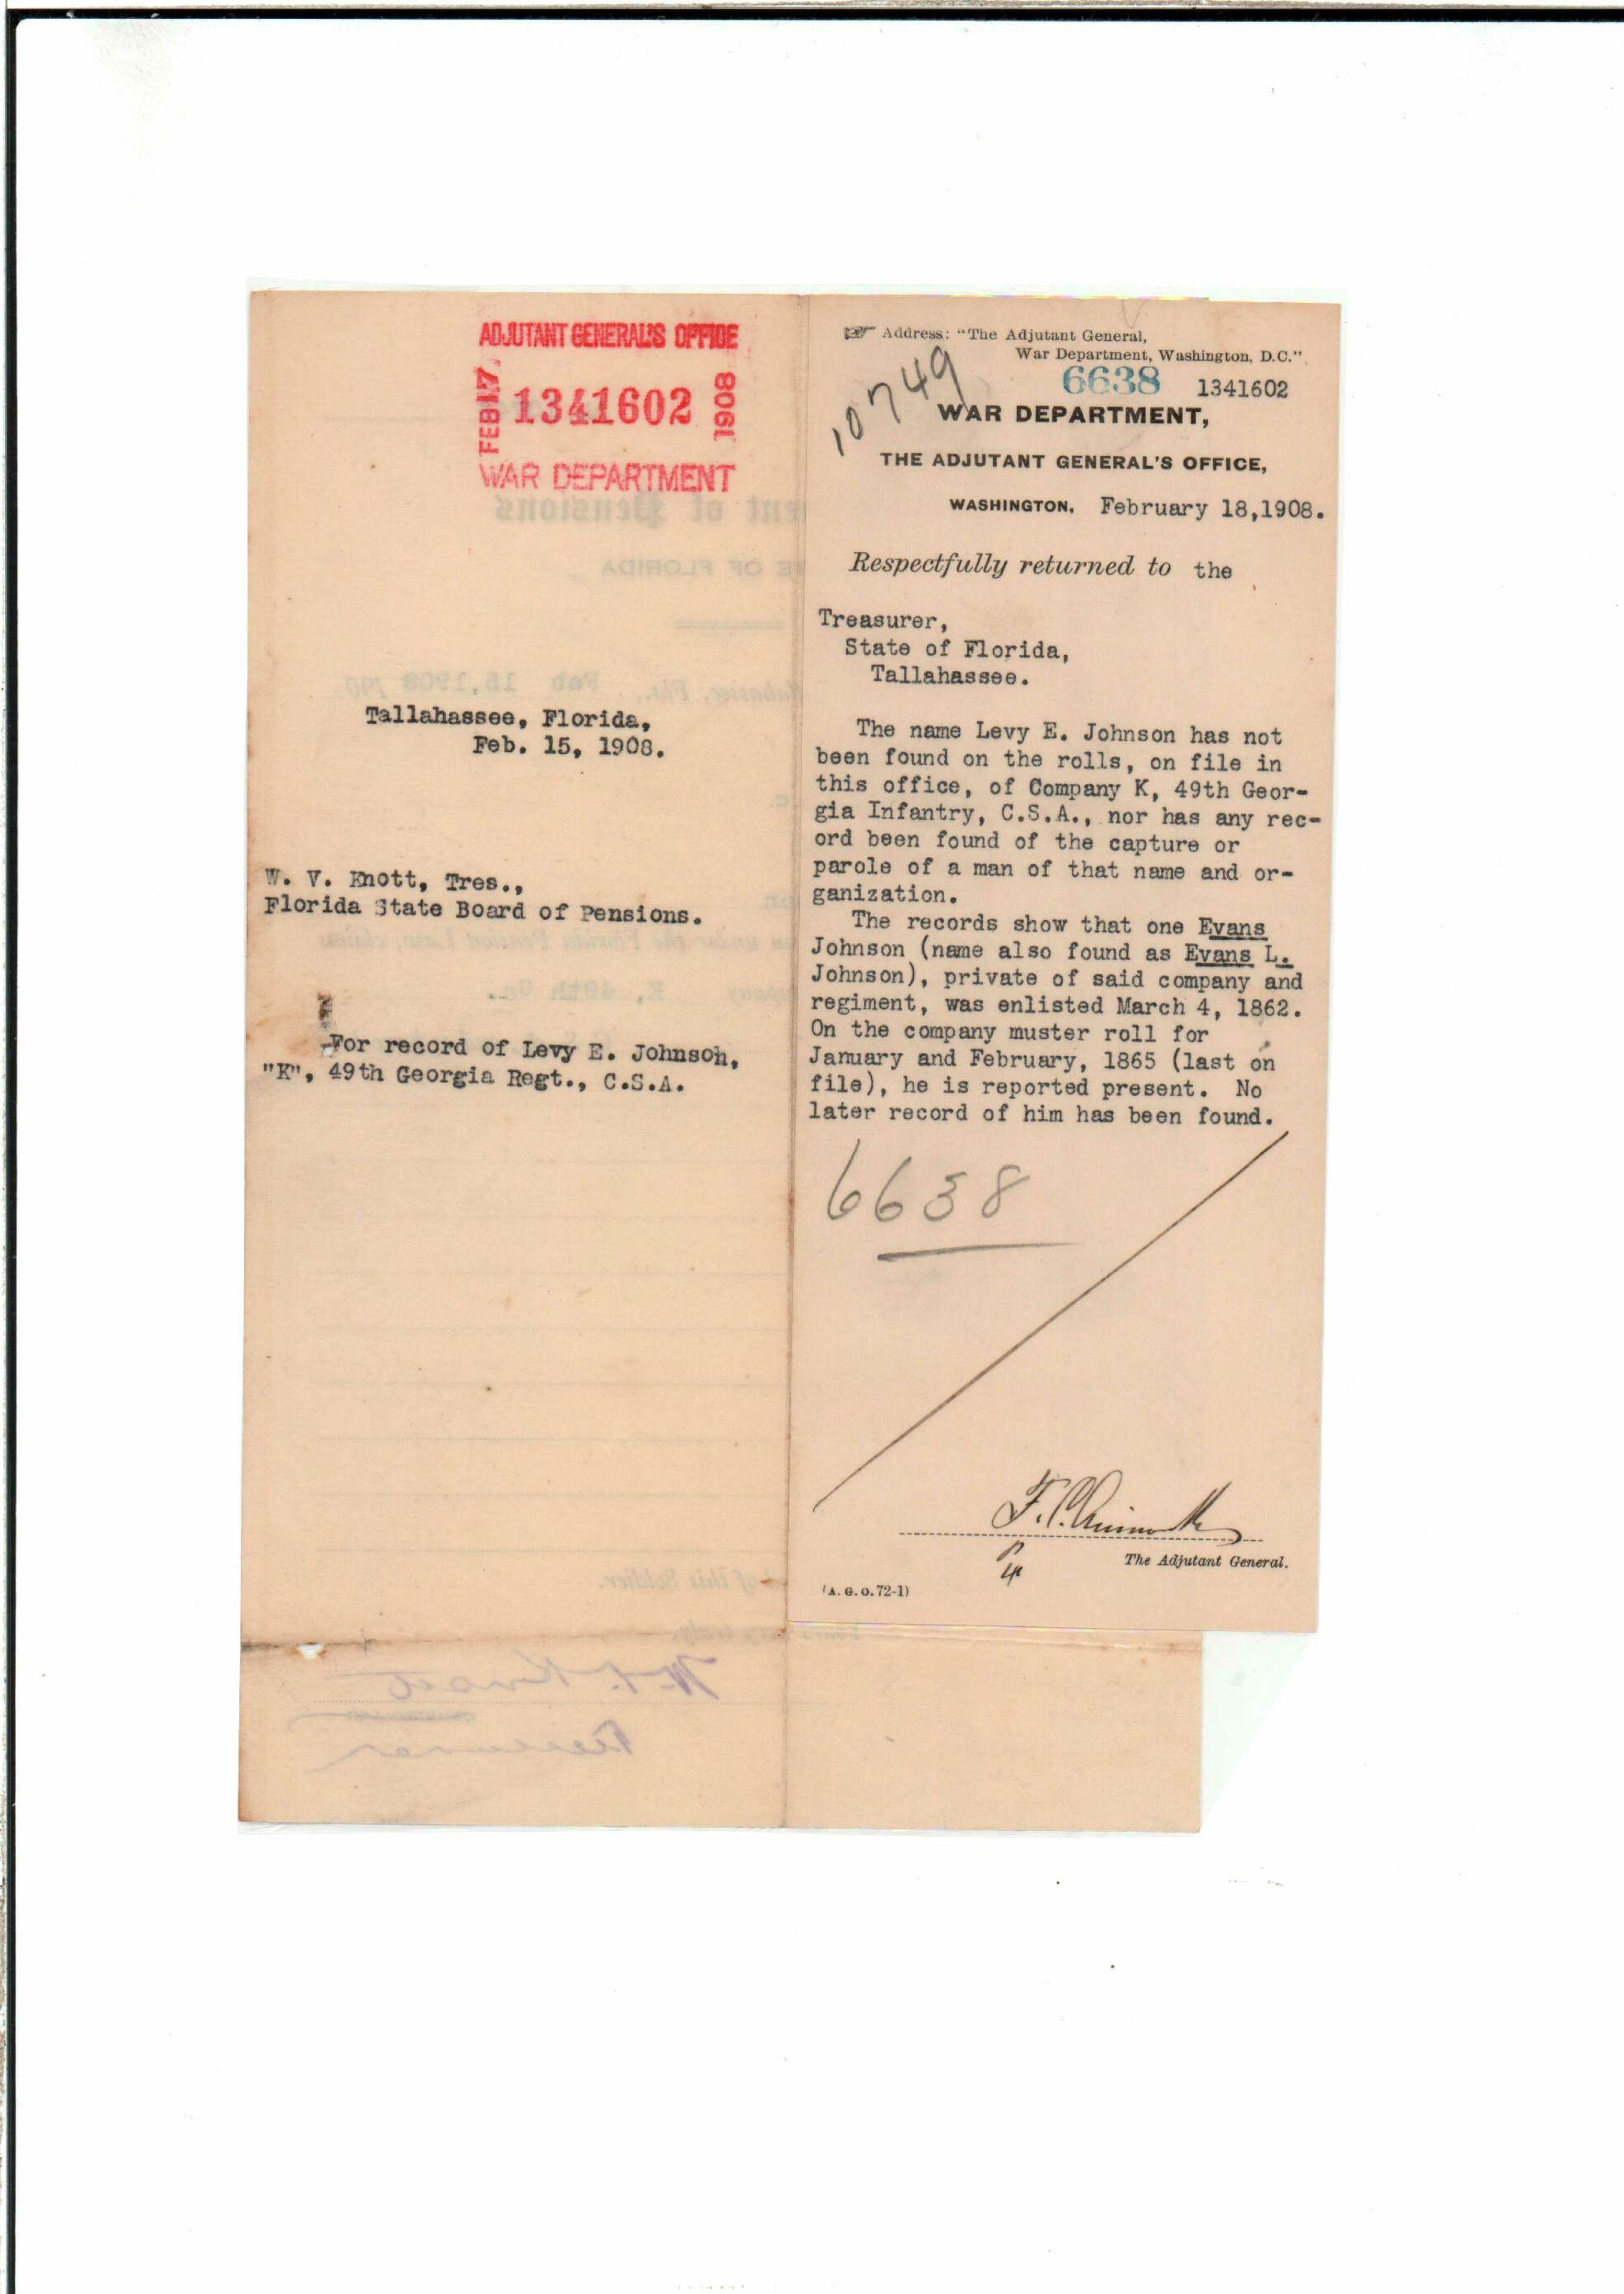 ADJUTANT GENERAL'S OFFICE
FEB 17 1341602 1908
WAR DEPARTMENT
Tallahassee, Florida,
Feb. 15, 1908.
W. V. Knott, Tres.,
Florida State Board of Pensions.
For record of Levy E. Johnson,
"K", 49th Georgia Regt., C.S.A.
Address: "The Adjutant General,
War Department, Washington, D.C."
10749
6638 1341602
WAR DEPARTMENT,
THE ADJUTANT GENERAL'S OFFICE,
WASHINGTON, February 18,1908.
Respectfully returned to the
Treasurer,
State of Florida,
Tallahassee.
The name Levy E. Johnson has not
been found on the rolls, on file in
this office, of Company K, 49th Geor-
gia Infantry, C.S.A., nor has any rec-
ord been found of the capture or
parole of a man of that name and or-
ganization.
The records show that one Evans
Johnson (name also found as Evans L.
Johnson), private of said company and
regiment, was enlisted March 4, 1862.
On the company muster roll for
January and February, 1865 (last on
file), he is reported present. No
later record of him has been found.
6638
The Adjutant General.
(A. G. O. 72-1)